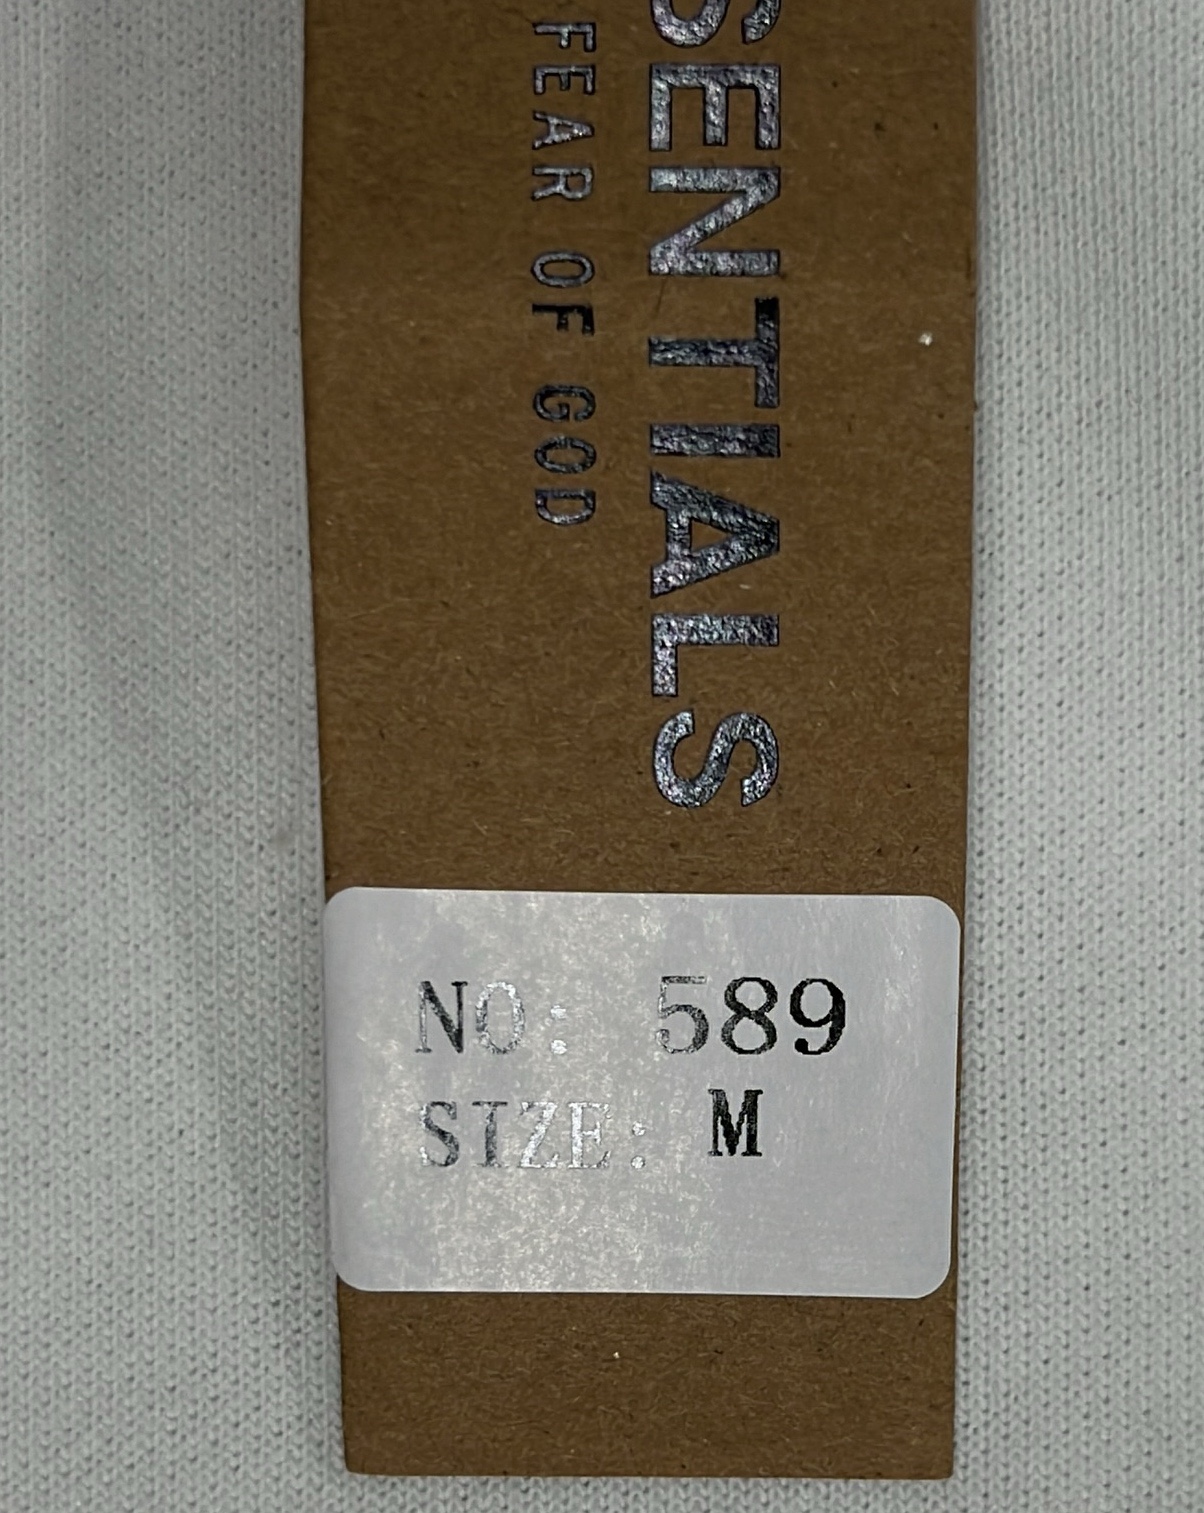 SENTIALS
FEAR OF GOD
NO: 589
SIZE: M